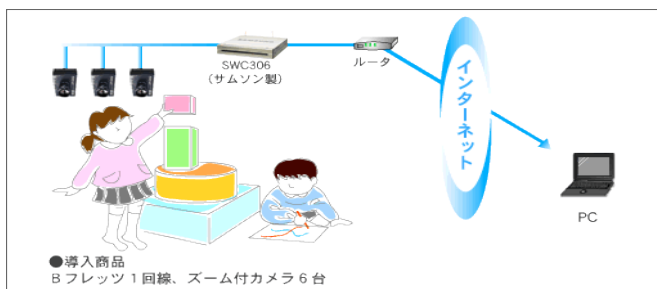 SWC306
（サムソン製）
ルータ
インターネット
PC
●導入商品
Ｂフレッツ１回線、ズーム付カメラ６台